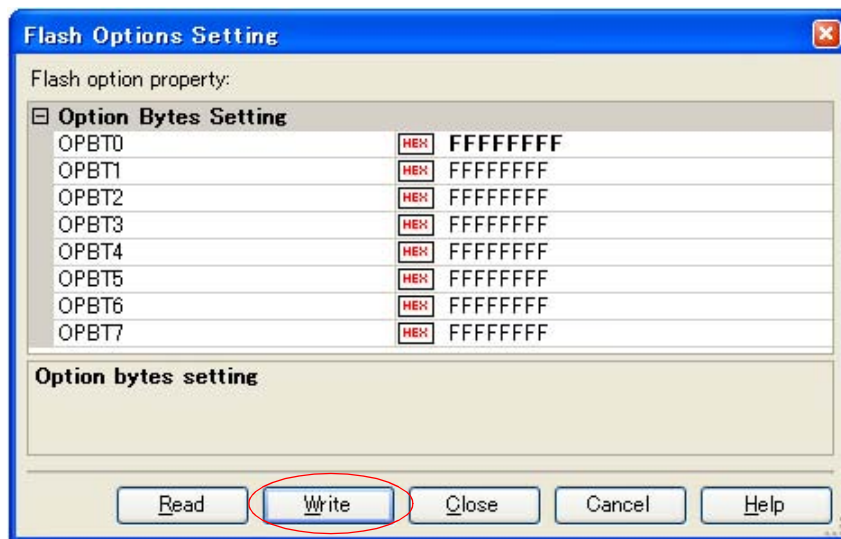 Flash Options Setting
Flash option property:
Option Bytes Setting
OPBT0 HEX FFFFFFFF
OPBT1 HEX FFFFFFFF
OPBT2 HEX FFFFFFFF
OPBT3 HEX FFFFFFFF
OPBT4 HEX FFFFFFFF
OPBT5 HEX FFFFFFFF
OPBT6 HEX FFFFFFFF
OPBT7 HEX FFFFFFFF
Option bytes setting
Read Write Close Cancel Help